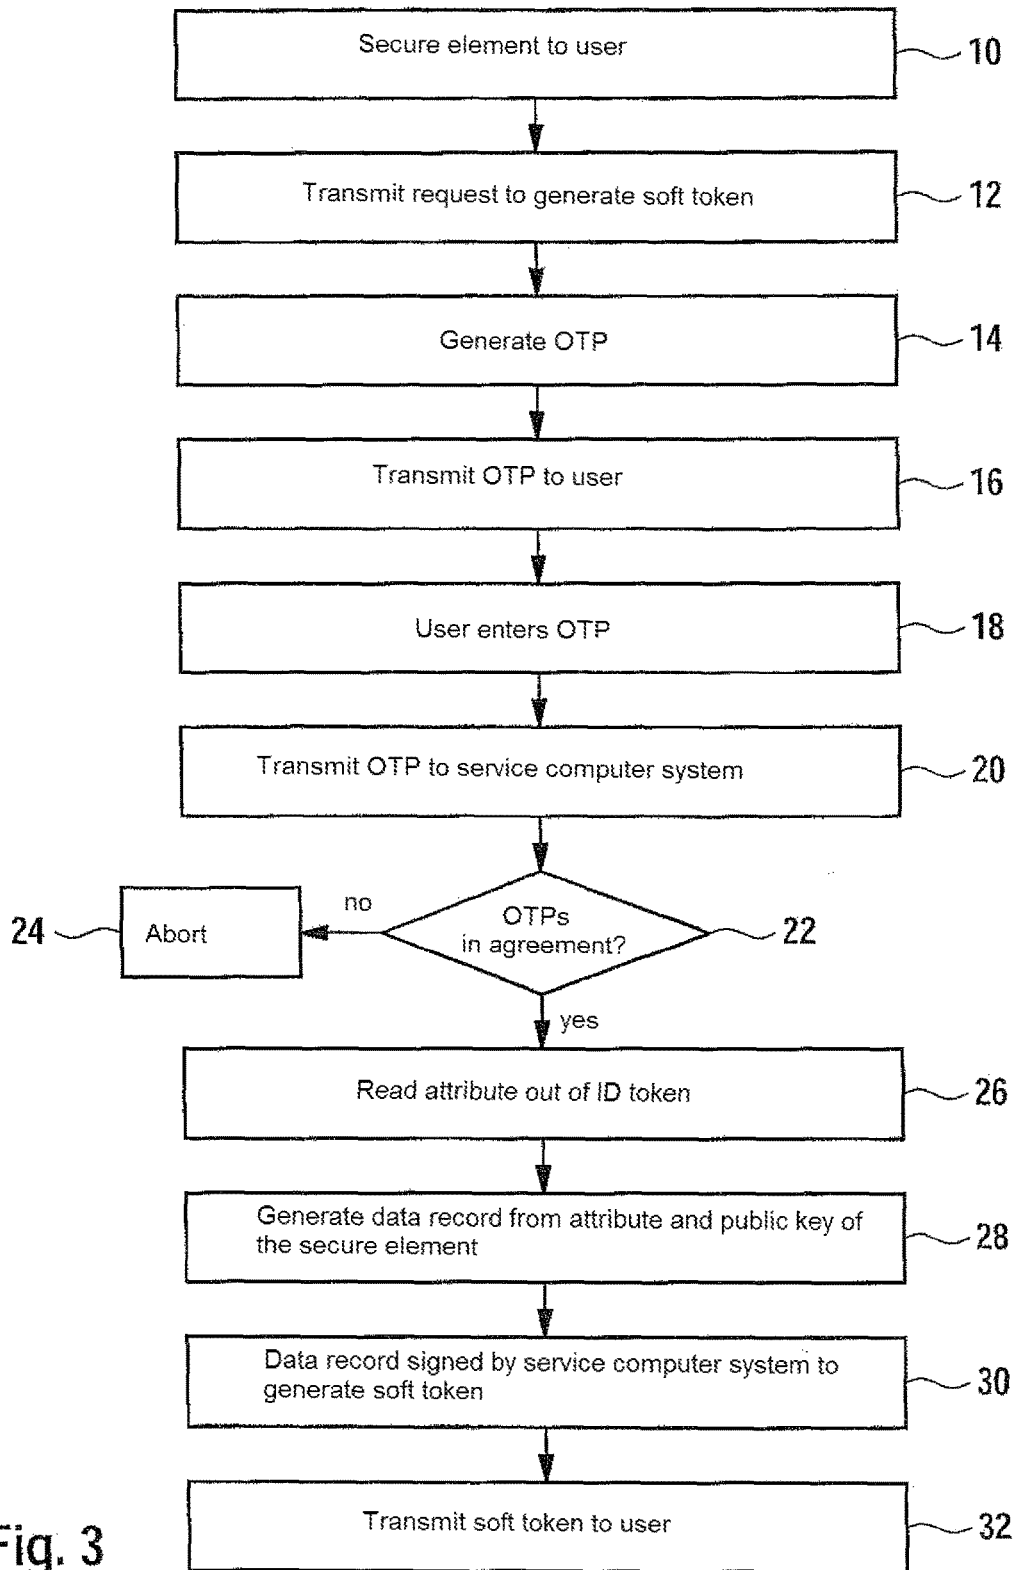 Secure element to user
10
Transmit request to generate soft token
12
Generate OTP
14
Transmit OTP to user
16
User enters OTP
18
Transmit OTP to service computer system
20
no
24
Abort
OTPs
in agreement?
22
yes
Read attribute out of ID token
26
Generate data record from attribute and public key of
the secure element
28
Data record signed by service computer system to
generate soft token
30
Transmit soft token to user
32
Fig. 3